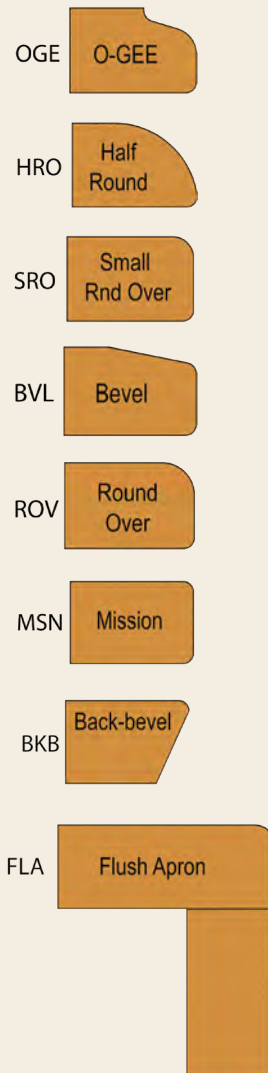 OGE O-GEE
HRO Half
Round
SRO Small
Rnd Over
BVL Bevel
ROV Round
Over
MSN Mission
BKB Back-bevel
FLA Flush Apron